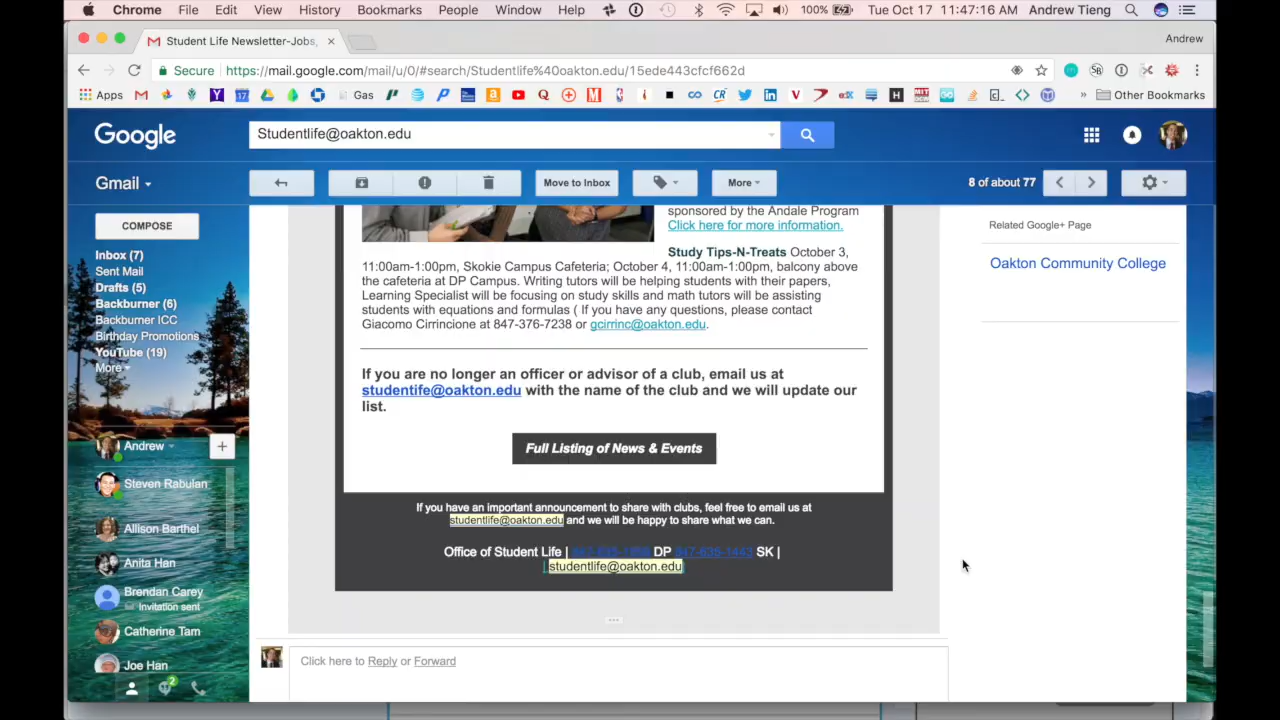 Chrome File Edit View History Bookmarks People Window Help 100% Tue Oct 17 11:47:16 AM Andrew Tieng
Student Life Newsletter-Jobs, Andrew
Secure https://mail.google.com/mail/u/0/#search/Studentlife%40oakton.edu/15ede443cfcf662d
Apps Gas Other Bookmarks
Google Studentlife@oakton.edu
Gmail Move to Inbox More 8 of about 77
COMPOSE
Inbox (7)
Sent Mail
Drafts (5)
Backburner (6)
Backburner ICC
Birthday Promotions
YouTube (19)
More
Andrew
Steven Rabulan
Allison Barthel
Anita Han
Brendan Carey
Invitation sent
Catherine Tam
Joe Han
2
sponsored by the Andale Program
Click here for more information.
Study Tips-N-Treats October 3,
11:00am-1:00pm, Skokie Campus Cafeteria; October 4, 11:00am-1:00pm, balcony above
the cafeteria at DP Campus. Writing tutors will be helping students with their papers,
Learning Specialist will be focusing on study skills and math tutors will be assisting
students with equations and formulas ( If you have any questions, please contact
Giacomo Cirrincione at 847-376-7238 or gcirrinc@oakton.edu.
If you are no longer an officer or advisor of a club, email us at
studentife@oakton.edu with the name of the club and we will update our
list.
Full Listing of News & Events
If you have an important announcement to share with clubs, feel free to email us at
studentlife@oakton.edu and we will be happy to share what we can.
Office of Student Life | DP 847-635-1443 SK |
| studentlife@oakton.edu
Click here to Reply or Forward
Related Google+ Page
Oakton Community College